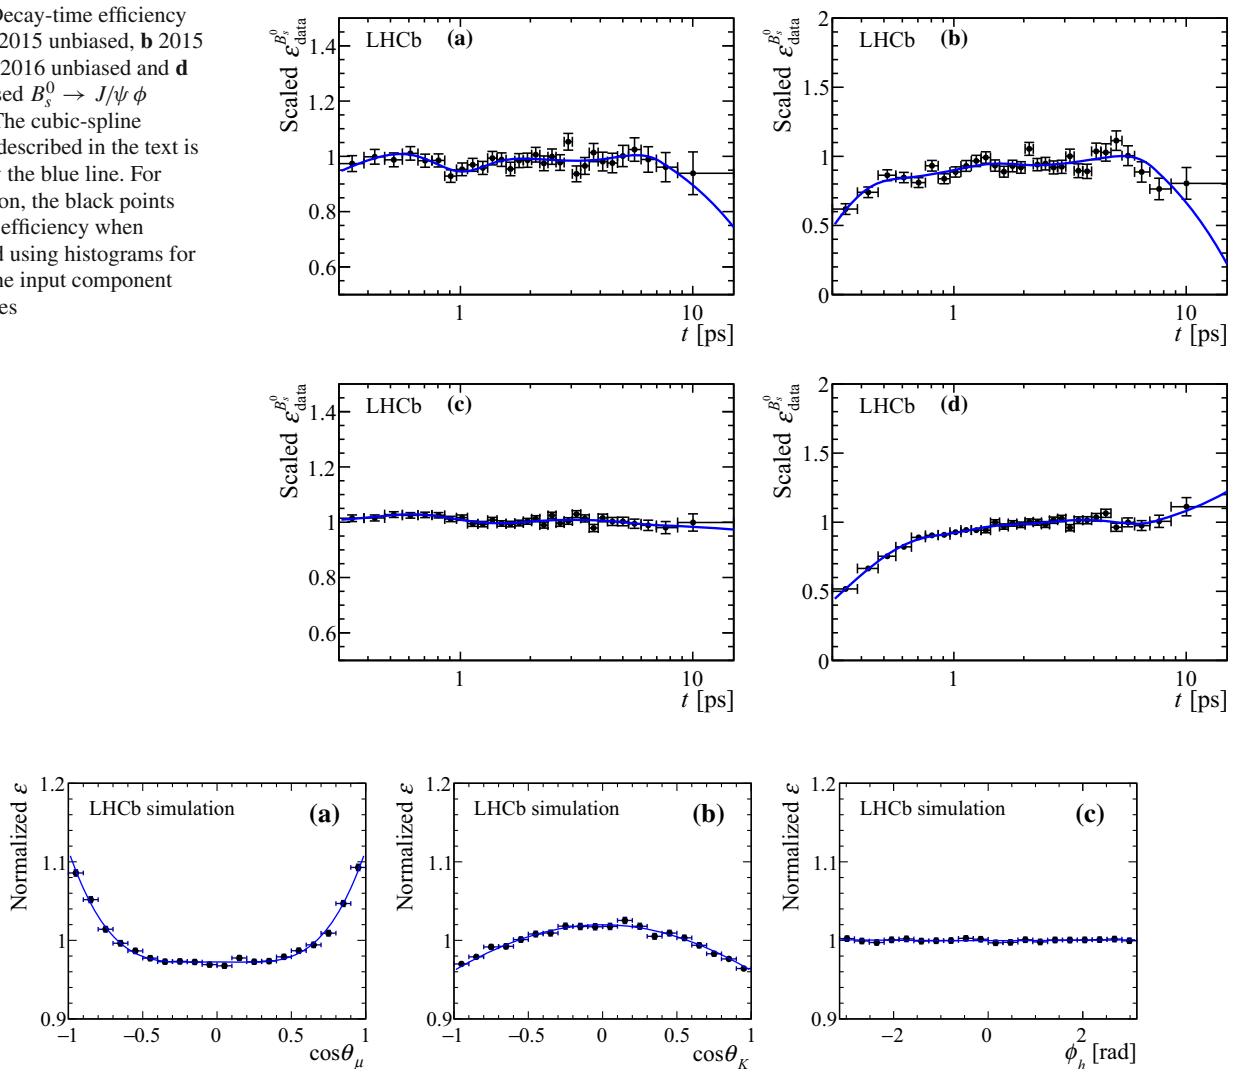 Decay-time efficiency
2015 unbiased, b 2015
2016 unbiased and d
B_s^0 → J/ψ φ
The cubic-spline
described in the text is
the blue line. For
the black points
efficiency when
using histograms for
input component
Scaled ε_data^{B_s^0}
LHCb (a)
1.4
1.2
1
0.8
0.6
1 10
t [ps]
Scaled ε_data^{B_s^0}
LHCb (b)
2
1.5
1
0.5
0
1 10
t [ps]
Scaled ε_data^{B_s^0}
LHCb (c)
1.4
1.2
1
0.8
0.6
1 10
t [ps]
Scaled ε_data^{B_s^0}
LHCb (d)
2
1.5
1
0.5
0
1 10
t [ps]
Normalized ε
LHCb simulation (a)
1.2
1.1
1
0.9
−1 −0.5 0 0.5 1
cosθ_μ
Normalized ε
LHCb simulation (b)
1.2
1.1
1
0.9
−1 −0.5 0 0.5 1
cosθ_K
Normalized ε
LHCb simulation (c)
1.2
1.1
1
0.9
−2 0 2
φ_h [rad]